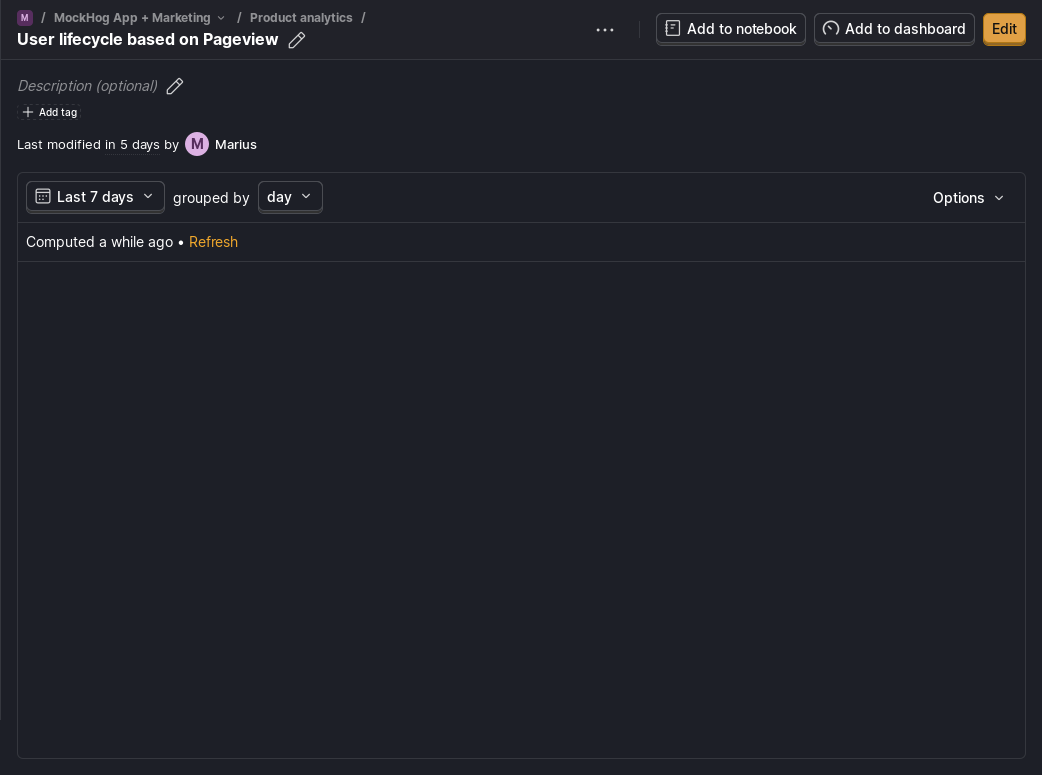 M / MockHog App + Marketing / Product analytics /
User lifecycle based on Pageview
Add to notebook
Add to dashboard
Edit
Description (optional)
Add tag
Last modified in 5 days by M Marius
Last 7 days grouped by day
Options
Computed a while ago • Refresh